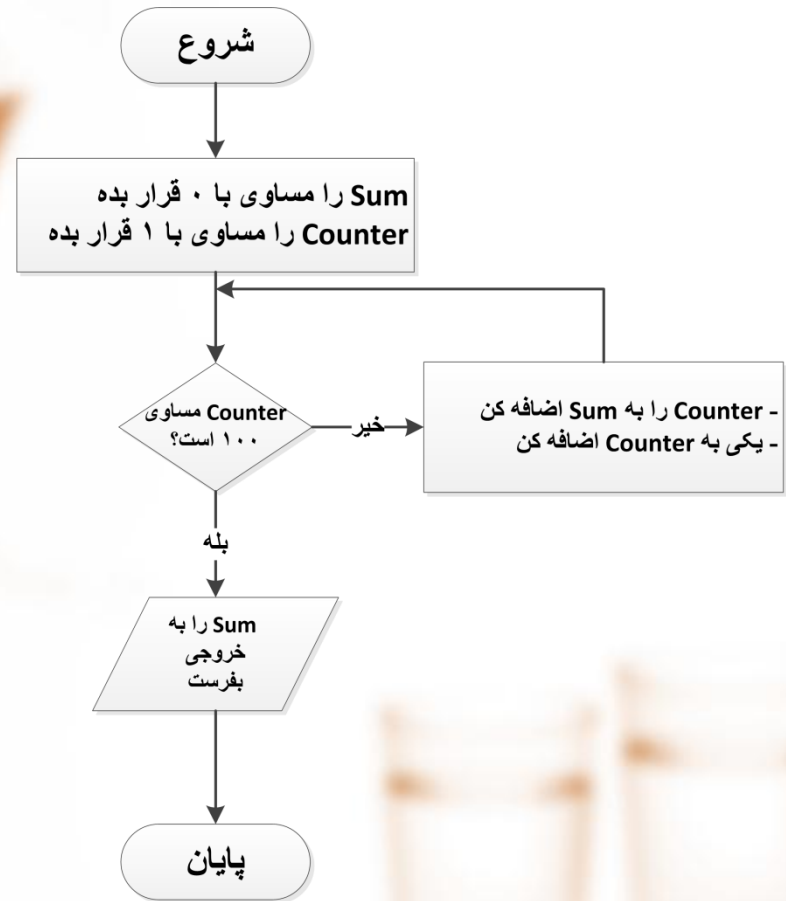 شروع
Sum را مساوی با ۰ قرار بده
Counter را مساوی با ۱ قرار بده
Counter مساوی
۱۰۰ است؟
خیر
- Counter را به Sum اضافه کن
- یکی به Counter اضافه کن
بله
Sum را به
خروجی
بفرست
پایان